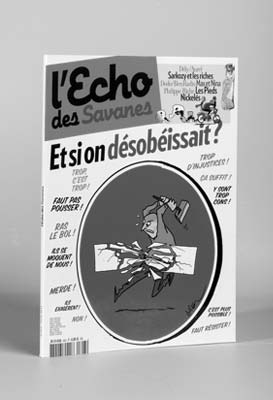 l'Echo
des Savanes
Sarkozy et les riches
Max et Nina
Les Pieds
Nickelés
Et si on désobéissait ?
TROP,
C'EST
TROP !
TROP
D'INJUSTICES !
FAUT PAS
POUSSER !
ÇA SUFFIT !
Y SONT
TROP
CONS !
RAS
LE BOL !
ILS SE
MOQUENT
DE NOUS !
MERDE !
ILS
EXAGÈRENT !
NON !
C'EST PLUS
POSSIBLE !
FAUT RÉSISTER !